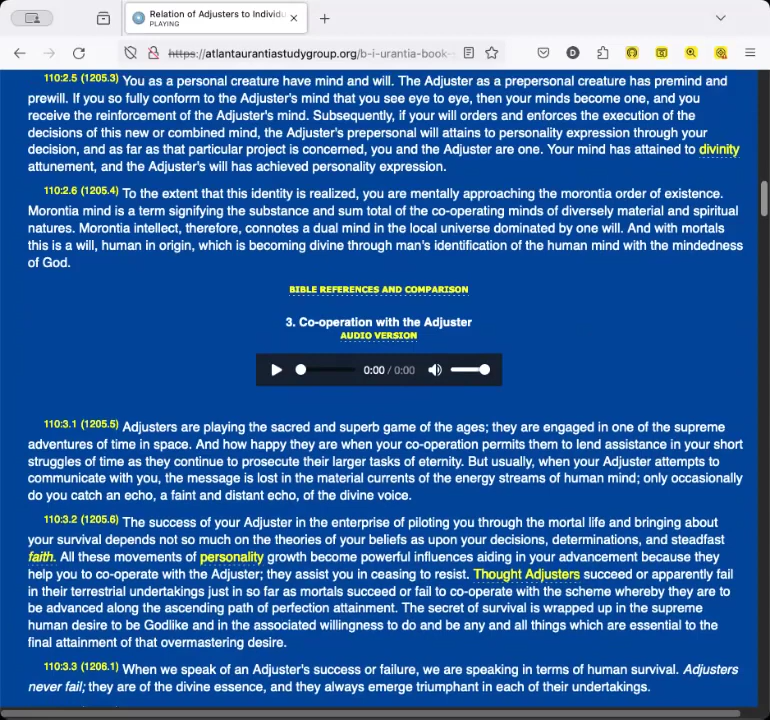 Relation of Adjusters to Individu
PLAYING
https://atlantaurantiastudygroup.org/b-i-urantia-book-
110:2.5 (1205.3) You as a personal creature have mind and will. The Adjuster as a prepersonal creature has premind and
prewill. If you so fully conform to the Adjuster's mind that you see eye to eye, then your minds become one, and you
receive the reinforcement of the Adjuster's mind. Subsequently, if your will orders and enforces the execution of the
decisions of this new or combined mind, the Adjuster's prepersonal will attains to personality expression through your
decision, and as far as that particular project is concerned, you and the Adjuster are one. Your mind has attained to divinity
attunement, and the Adjuster's will has achieved personality expression.
110:2.6 (1205.4) To the extent that this identity is realized, you are mentally approaching the morontia order of existence.
Morontia mind is a term signifying the substance and sum total of the co-operating minds of diversely material and spiritual
natures. Morontia intellect, therefore, connotes a dual mind in the local universe dominated by one will. And with mortals
this is a will, human in origin, which is becoming divine through man's identification of the human mind with the mindedness
of God.
BIBLE REFERENCES AND COMPARISON
3. Co-operation with the Adjuster
AUDIO VERSION
0:00 / 0:00
110:3.1 (1205.5) Adjusters are playing the sacred and superb game of the ages; they are engaged in one of the supreme
adventures of time in space. And how happy they are when your co-operation permits them to lend assistance in your short
struggles of time as they continue to prosecute their larger tasks of eternity. But usually, when your Adjuster attempts to
communicate with you, the message is lost in the material currents of the energy streams of human mind; only occasionally
do you catch an echo, a faint and distant echo, of the divine voice.
110:3.2 (1205.6) The success of your Adjuster in the enterprise of piloting you through the mortal life and bringing about
your survival depends not so much on the theories of your beliefs as upon your decisions, determinations, and steadfast
faith. All these movements of personality growth become powerful influences aiding in your advancement because they
help you to co-operate with the Adjuster; they assist you in ceasing to resist. Thought Adjusters succeed or apparently fail
in their terrestrial undertakings just in so far as mortals succeed or fail to co-operate with the scheme whereby they are to
be advanced along the ascending path of perfection attainment. The secret of survival is wrapped up in the supreme
human desire to be Godlike and in the associated willingness to do and be any and all things which are essential to the
final attainment of that overmastering desire.
110:3.3 (1206.1) When we speak of an Adjuster's success or failure, we are speaking in terms of human survival. Adjusters
never fail; they are of the divine essence, and they always emerge triumphant in each of their undertakings.